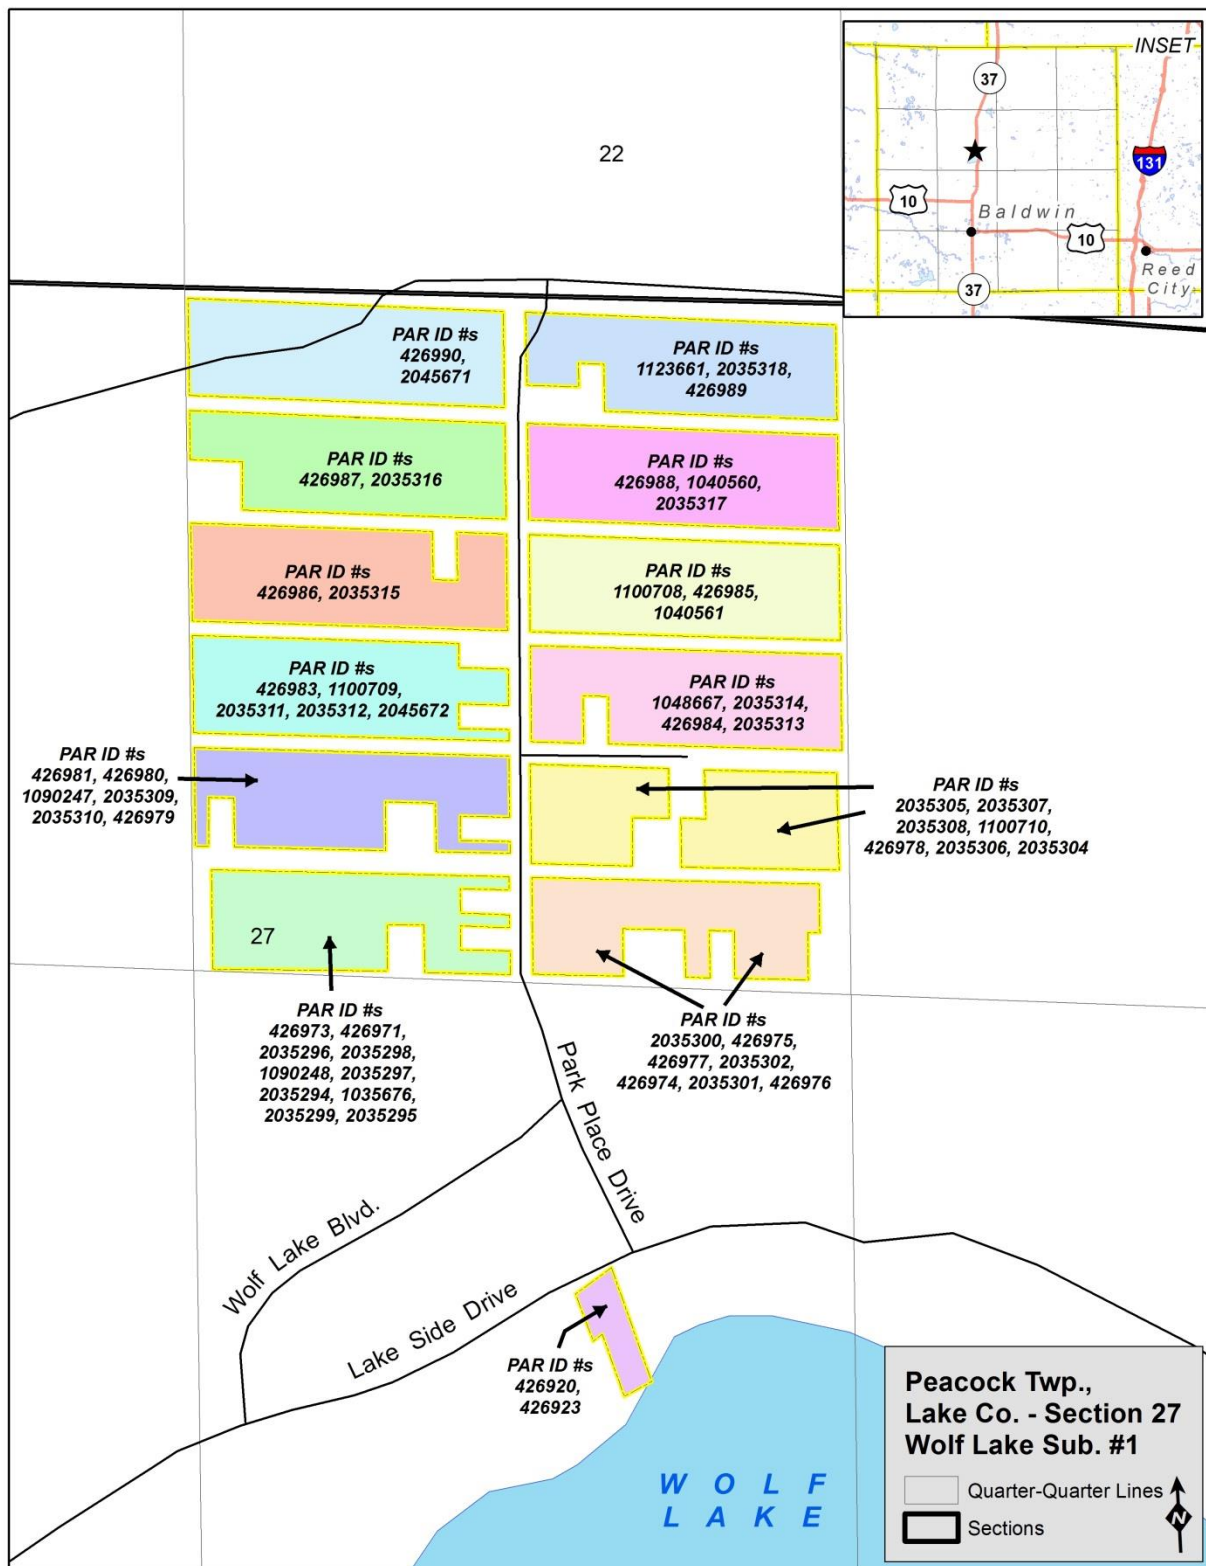 INSET
37
131
10
Baldwin
10
Reed
City
37
22
PAR ID #s
426990,
2045671
PAR ID #s
1123661, 2035318,
426989
PAR ID #s
426987, 2035316
PAR ID #s
426988, 1040560,
2035317
PAR ID #s
426986, 2035315
PAR ID #s
1100708, 426985,
1040561
PAR ID #s
426983, 1100709,
2035311, 2035312, 2045672
PAR ID #s
1048667, 2035314,
426984, 2035313
PAR ID #s
426981, 426980,
1090247, 2035309,
2035310, 426979
PAR ID #s
2035305, 2035307,
2035308, 1100710,
426978, 2035306, 2035304
27
PAR ID #s
426973, 426971,
2035296, 2035298,
1090248, 2035297,
2035294, 1035676,
2035299, 2035295
PAR ID #s
2035300, 426975,
426977, 2035302,
426974, 2035301, 426976
Park Place Drive
Wolf Lake Blvd.
Lake Side Drive
PAR ID #s
426920,
426923
WOLF
LAKE
Peacock Twp.,
Lake Co. - Section 27
Wolf Lake Sub. #1
Quarter-Quarter Lines
Sections
N